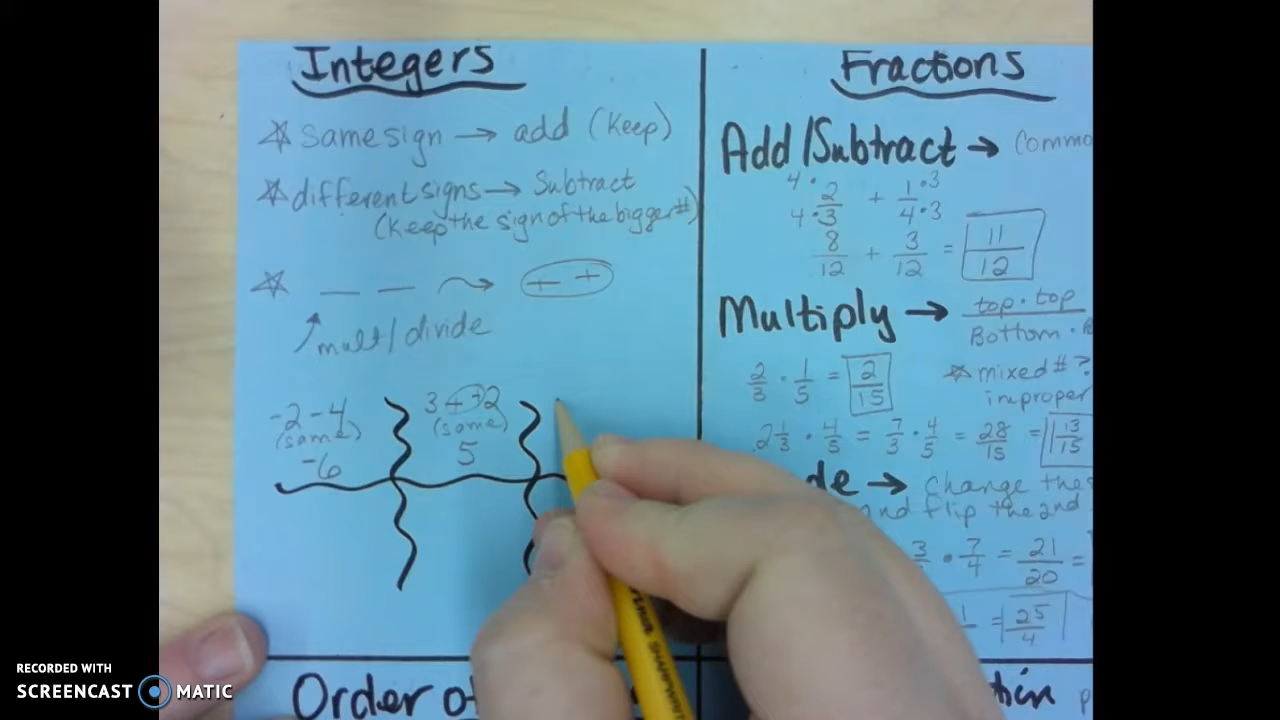 Integers
☆ same sign → add (keep)
☆ different signs → Subtract
(Keep the sign of the bigger #)
☆ — — → + +
mult/divide
-2 - 4
(same)
-6
3 + +2
(same)
5
Fractions
Add/Subtract → Commo
4 · 2 + 1 · 3
4 · 3 4 · 3
8/12 + 3/12 = 11/12
Multiply → top · top
Bottom ·
2/3 · 1/5 = 2/15
☆ mixed #?
improper
2 1/3 · 4/5 = 7/3 · 4/5 = 28/15 = 1 13/15
de → change the
and flip the 2nd
3 · 7/4 = 21/20 =
1 = 25/4
Order of
RECORDED WITH
SCREENCAST MATIC